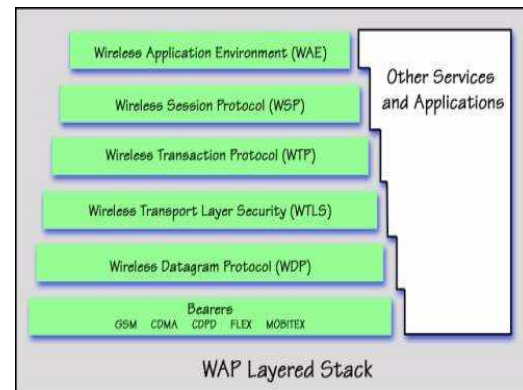 Wireless Application Environment (WAE)
Other Services
and Applications
Wireless Session Protocol (WSP)
Wireless Transaction Protocol (WTP)
Wireless Transport Layer Security (WTLS)
Wireless Datagram Protocol (WDP)
Bearers
GSM CDMA CDPD FLEX MOBITEX
WAP Layered Stack